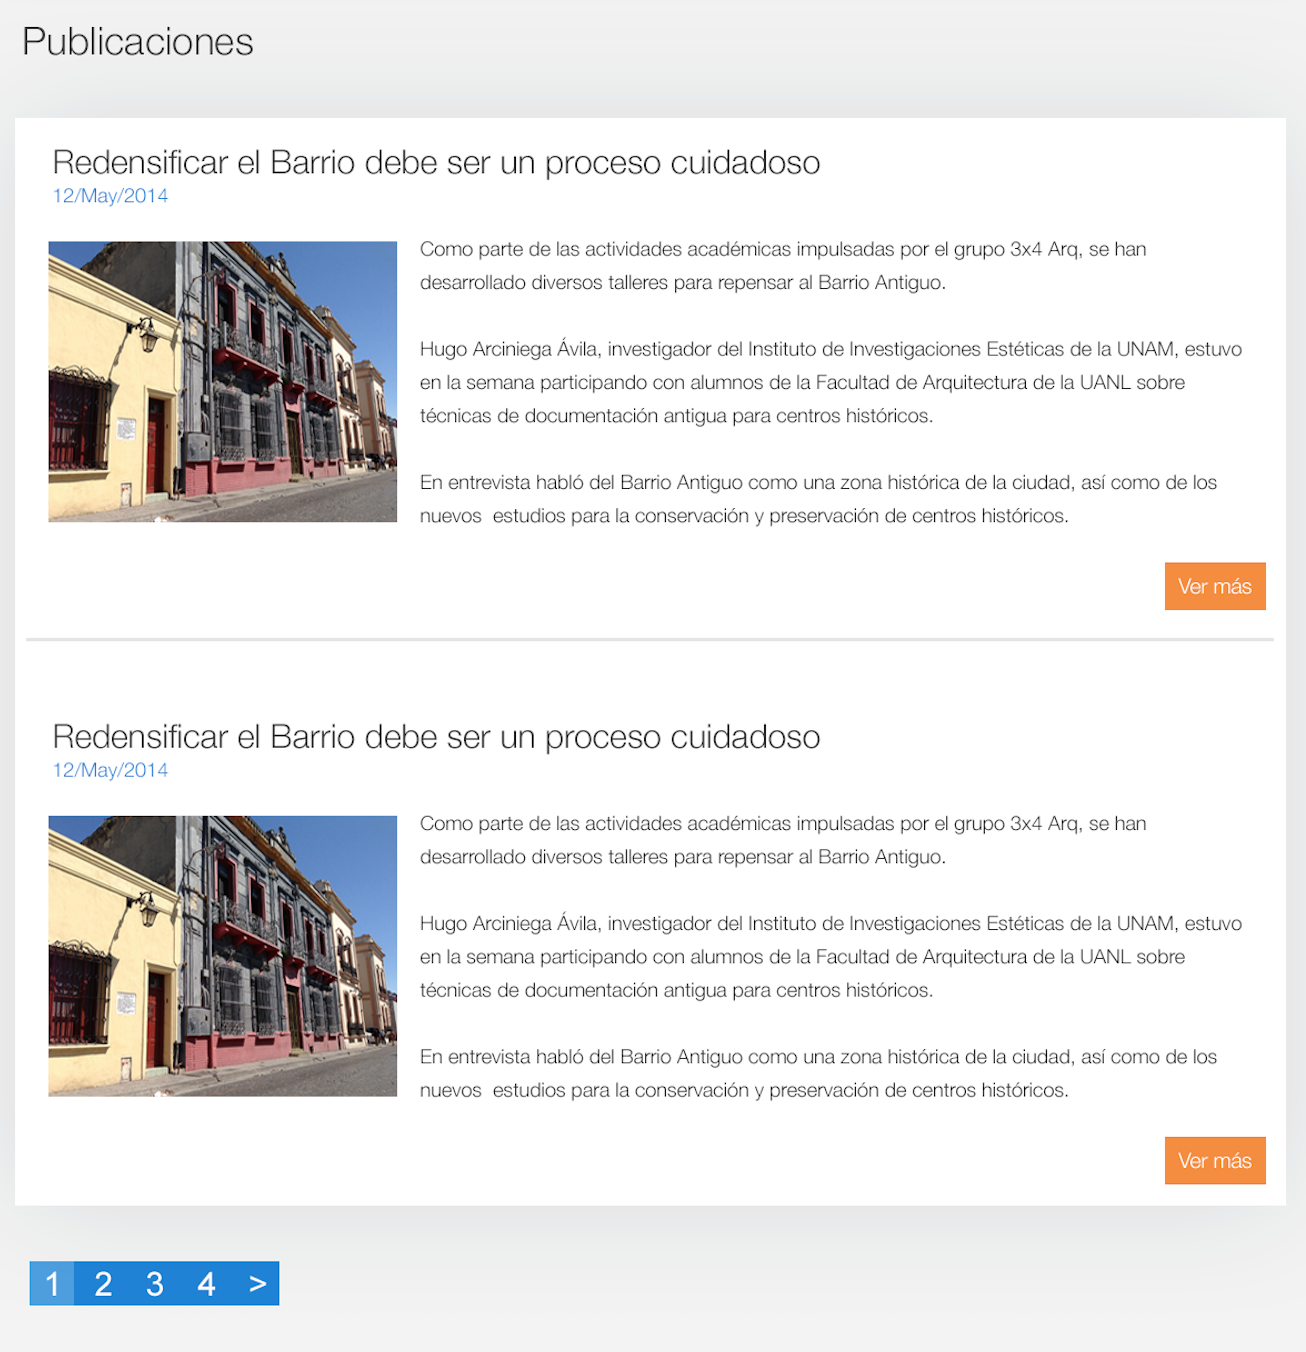 Publicaciones
Redensificar el Barrio debe ser un proceso cuidadoso
12/May/2014
Como parte de las actividades académicas impulsadas por el grupo 3x4 Arq, se han
desarrollado diversos talleres para repensar al Barrio Antiguo.
Hugo Arciniega Ávila, investigador del Instituto de Investigaciones Estéticas de la UNAM, estuvo
en la semana participando con alumnos de la Facultad de Arquitectura de la UANL sobre
técnicas de documentación antigua para centros históricos.
En entrevista habló del Barrio Antiguo como una zona histórica de la ciudad, así como de los
nuevos  estudios para la conservación y preservación de centros históricos.
Ver más
Redensificar el Barrio debe ser un proceso cuidadoso
12/May/2014
Como parte de las actividades académicas impulsadas por el grupo 3x4 Arq, se han
desarrollado diversos talleres para repensar al Barrio Antiguo.
Hugo Arciniega Ávila, investigador del Instituto de Investigaciones Estéticas de la UNAM, estuvo
en la semana participando con alumnos de la Facultad de Arquitectura de la UANL sobre
técnicas de documentación antigua para centros históricos.
En entrevista habló del Barrio Antiguo como una zona histórica de la ciudad, así como de los
nuevos  estudios para la conservación y preservación de centros históricos.
Ver más
1 2 3 4 >